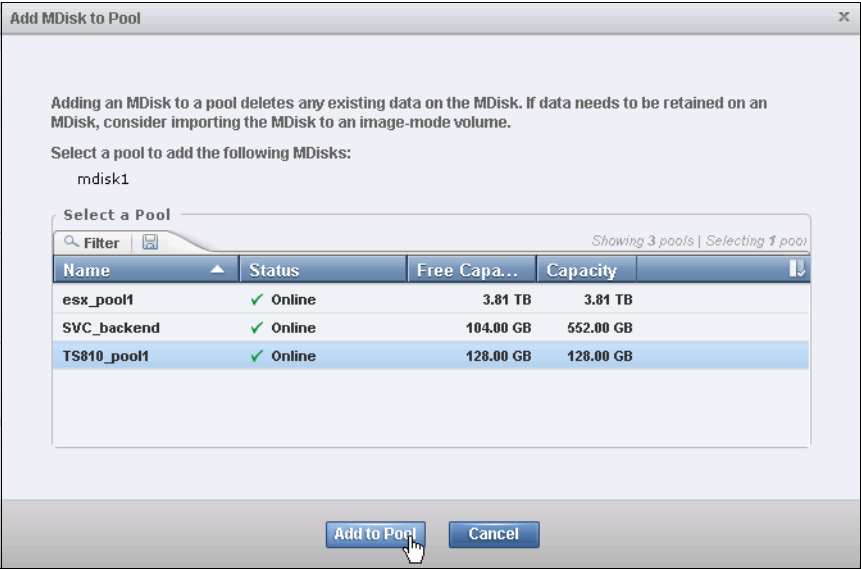 Add MDisk to Pool
Adding an MDisk to a pool deletes any existing data on the MDisk. If data needs to be retained on an
MDisk, consider importing the MDisk to an image-mode volume.
Select a pool to add the following MDisks:
mdisk1
Select a Pool
Filter Showing 3 pools | Selecting 1 pool
Name Status Free Capa... Capacity
esx_pool1 Online 3.81 TB 3.81 TB
SVC_backend Online 104.00 GB 552.00 GB
TS810_pool1 Online 128.00 GB 128.00 GB
Add to Pool Cancel